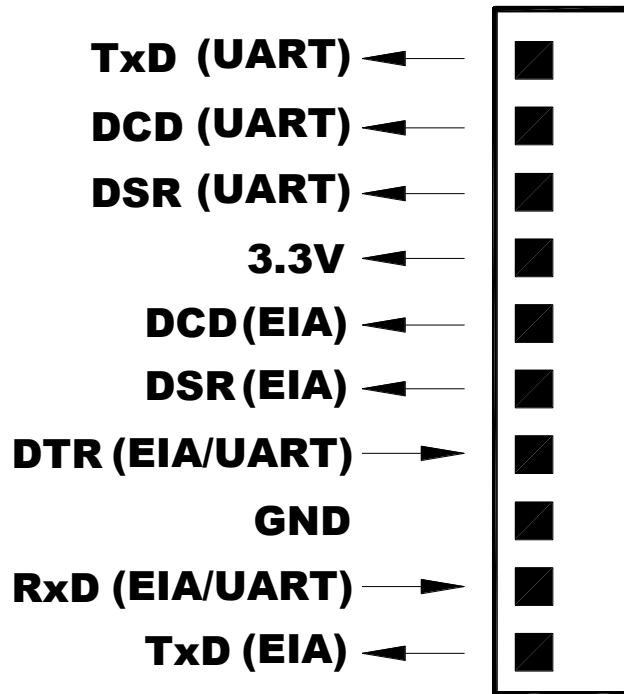 TxD (UART)
DCD (UART)
DSR (UART)
3.3V
DCD (EIA)
DSR (EIA)
DTR (EIA/UART)
GND
RxD (EIA/UART)
TxD (EIA)